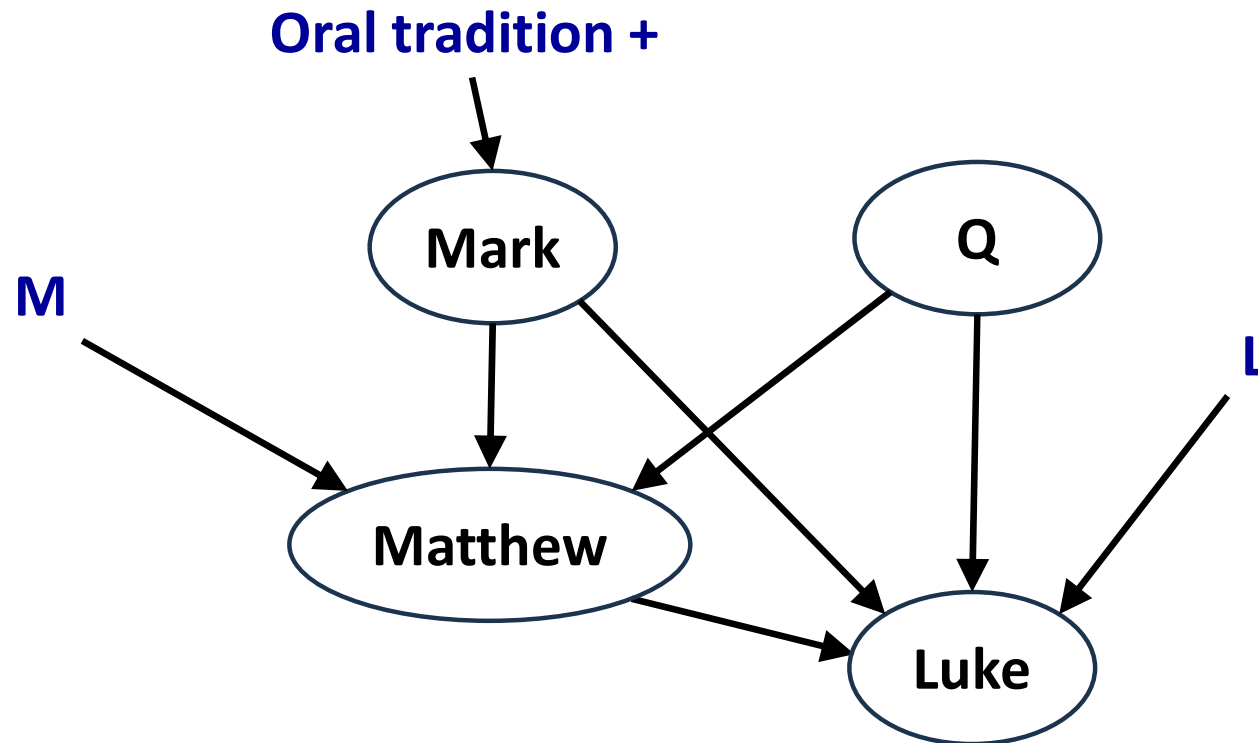 Oral tradition +
Mark
Q
M
L
Matthew
Luke